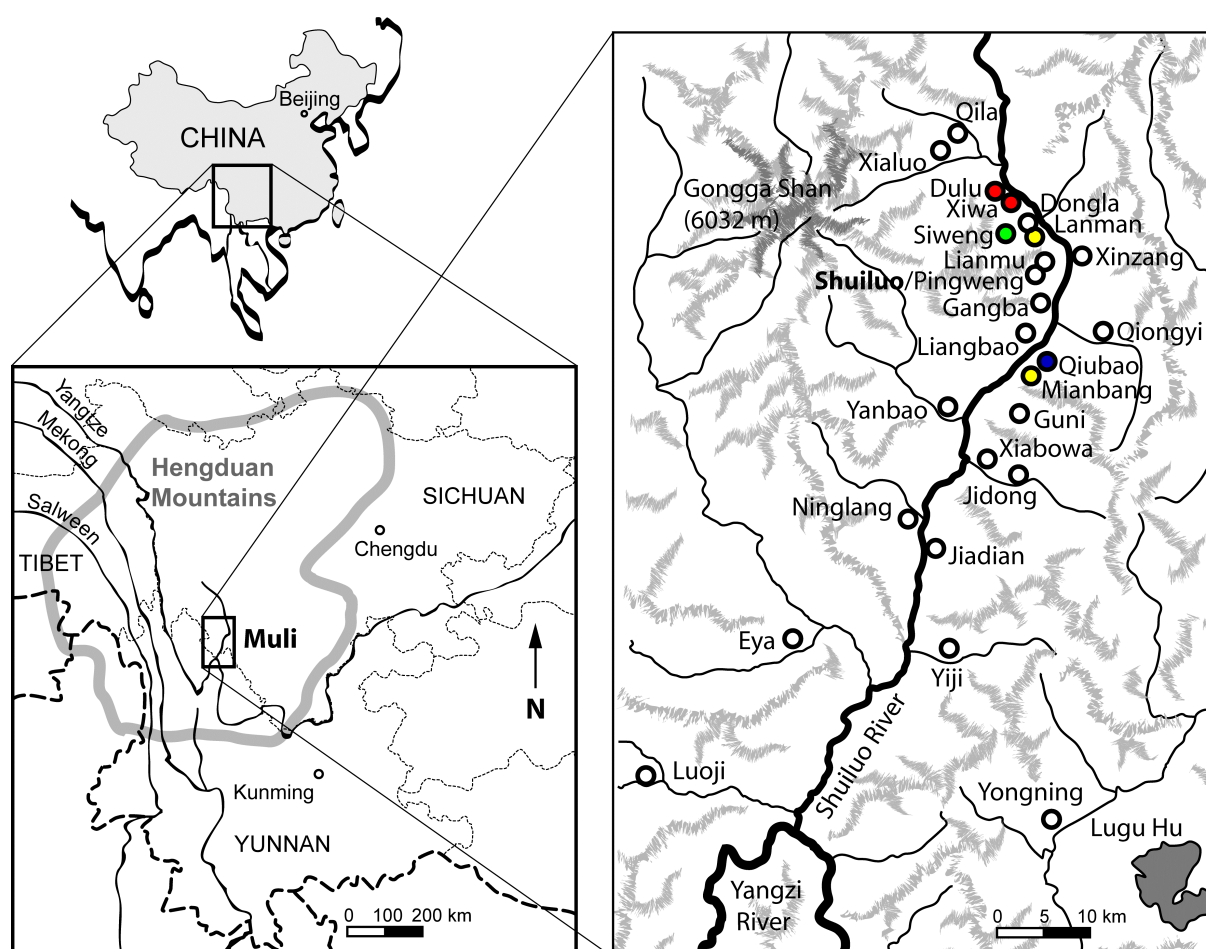 Beijing
CHINA
Yangtze
Mekong
Salween
TIBET
Hengduan
Mountains
SICHUAN
Chengdu
Muli
N
Kunming
YUNNAN
0 100 200 km
Qila
Xialuo
Gongga Shan
(6032 m)
Dulu
Xiwa
Dongla
Lanman
Siweng
Lianmu
Xinzang
Shuiluo/Pingweng
Gangba
Liangbao
Qiongyi
Qiubao
Mianbang
Yanbao
Guni
Xiabowa
Jidong
Ninglang
Jiadian
Eya
Yiji
Shuiluo River
Luoji
Yongning
Lugu Hu
Yangzi
River
0 5 10 km